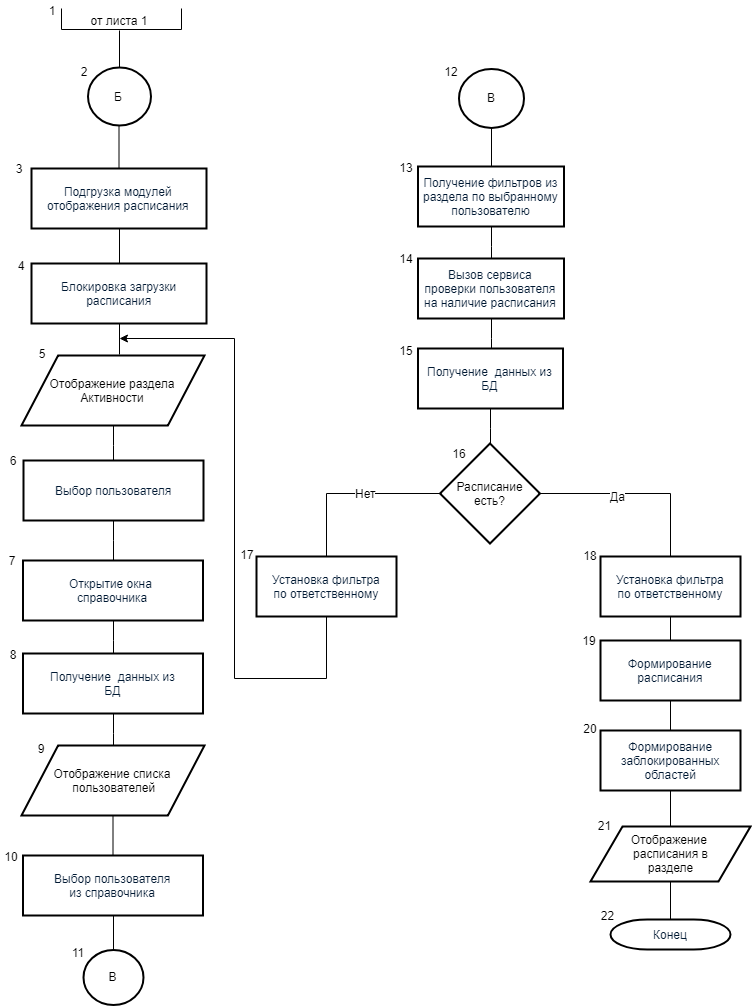 1
от листа 1
2
Б
3
Подгрузка модулей
отображения расписания
4
Блокировка загрузки
расписания
5
Отображение раздела
Активности
6
Выбор пользователя
7
Открытие окна
справочника
8
Получение данных из
БД
9
Отображение списка
пользователей
10
Выбор пользователя
из справочника
11
В
12
В
13
Получение фильтров из
раздела по выбранному
пользователю
14
Вызов сервиса
проверки пользователя
на наличие расписания
15
Получение данных из
БД
16
Расписание
есть?
Нет
Да
17
Установка фильтра
по ответственному
18
Установка фильтра
по ответственному
19
Формирование
расписания
20
Формирование
заблокированных
областей
21
Отображение
расписания в
разделе
22
Конец